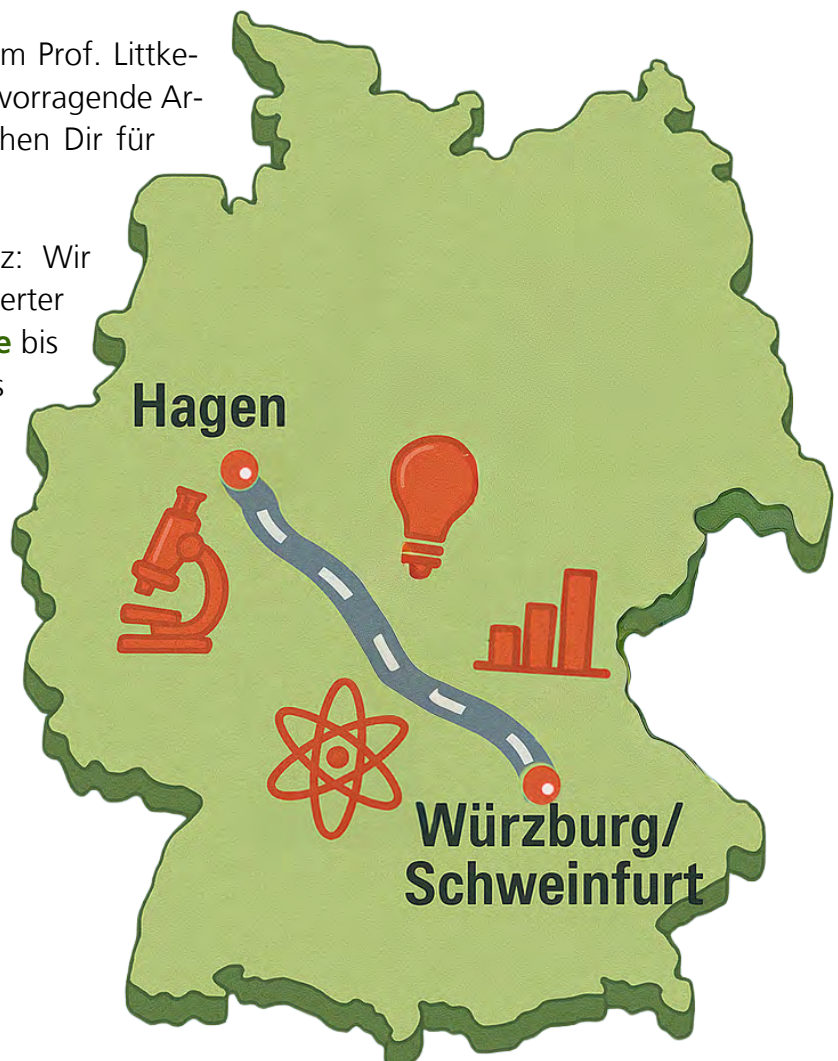 m Prof. Littke-
vorragende Ar-
hen Dir für
z: Wir
erter
e bis
s
Hagen
Würzburg/
Schweinfurt